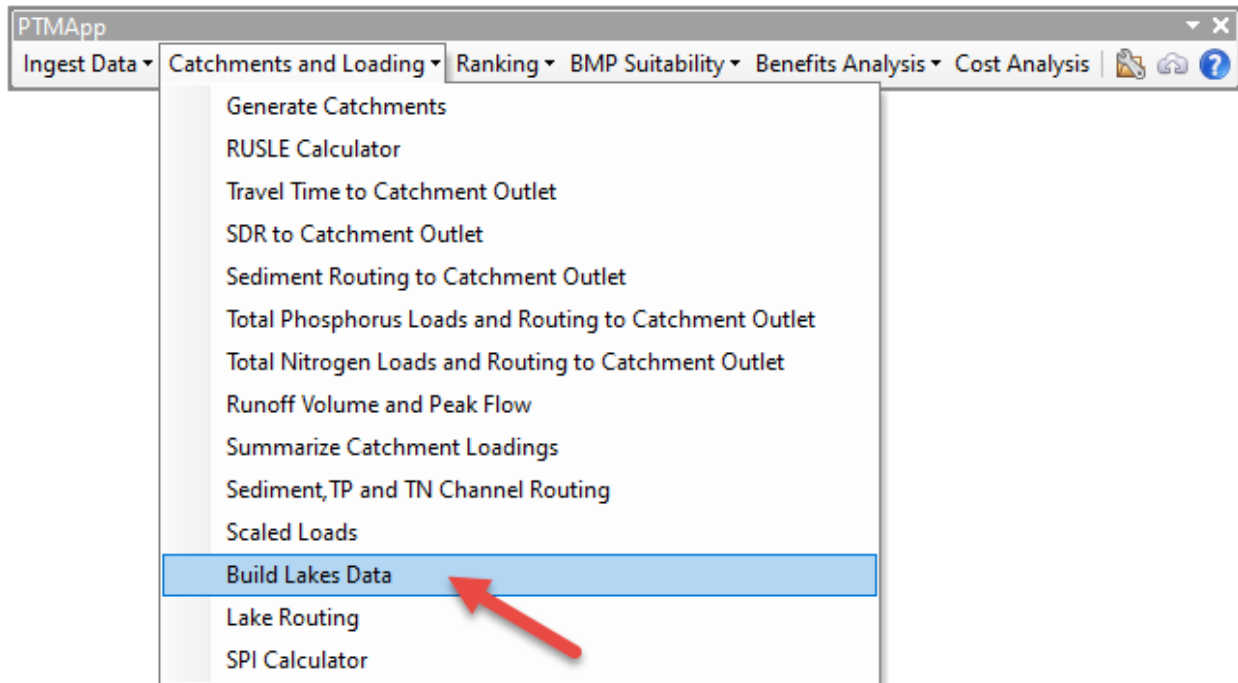 PTMApp
Ingest Data Catchments and Loading Ranking BMP Suitability Benefits Analysis Cost Analysis ?
Generate Catchments
RUSLE Calculator
Travel Time to Catchment Outlet
SDR to Catchment Outlet
Sediment Routing to Catchment Outlet
Total Phosphorus Loads and Routing to Catchment Outlet
Total Nitrogen Loads and Routing to Catchment Outlet
Runoff Volume and Peak Flow
Summarize Catchment Loadings
Sediment,TP and TN Channel Routing
Scaled Loads
Build Lakes Data
Lake Routing
SPI Calculator